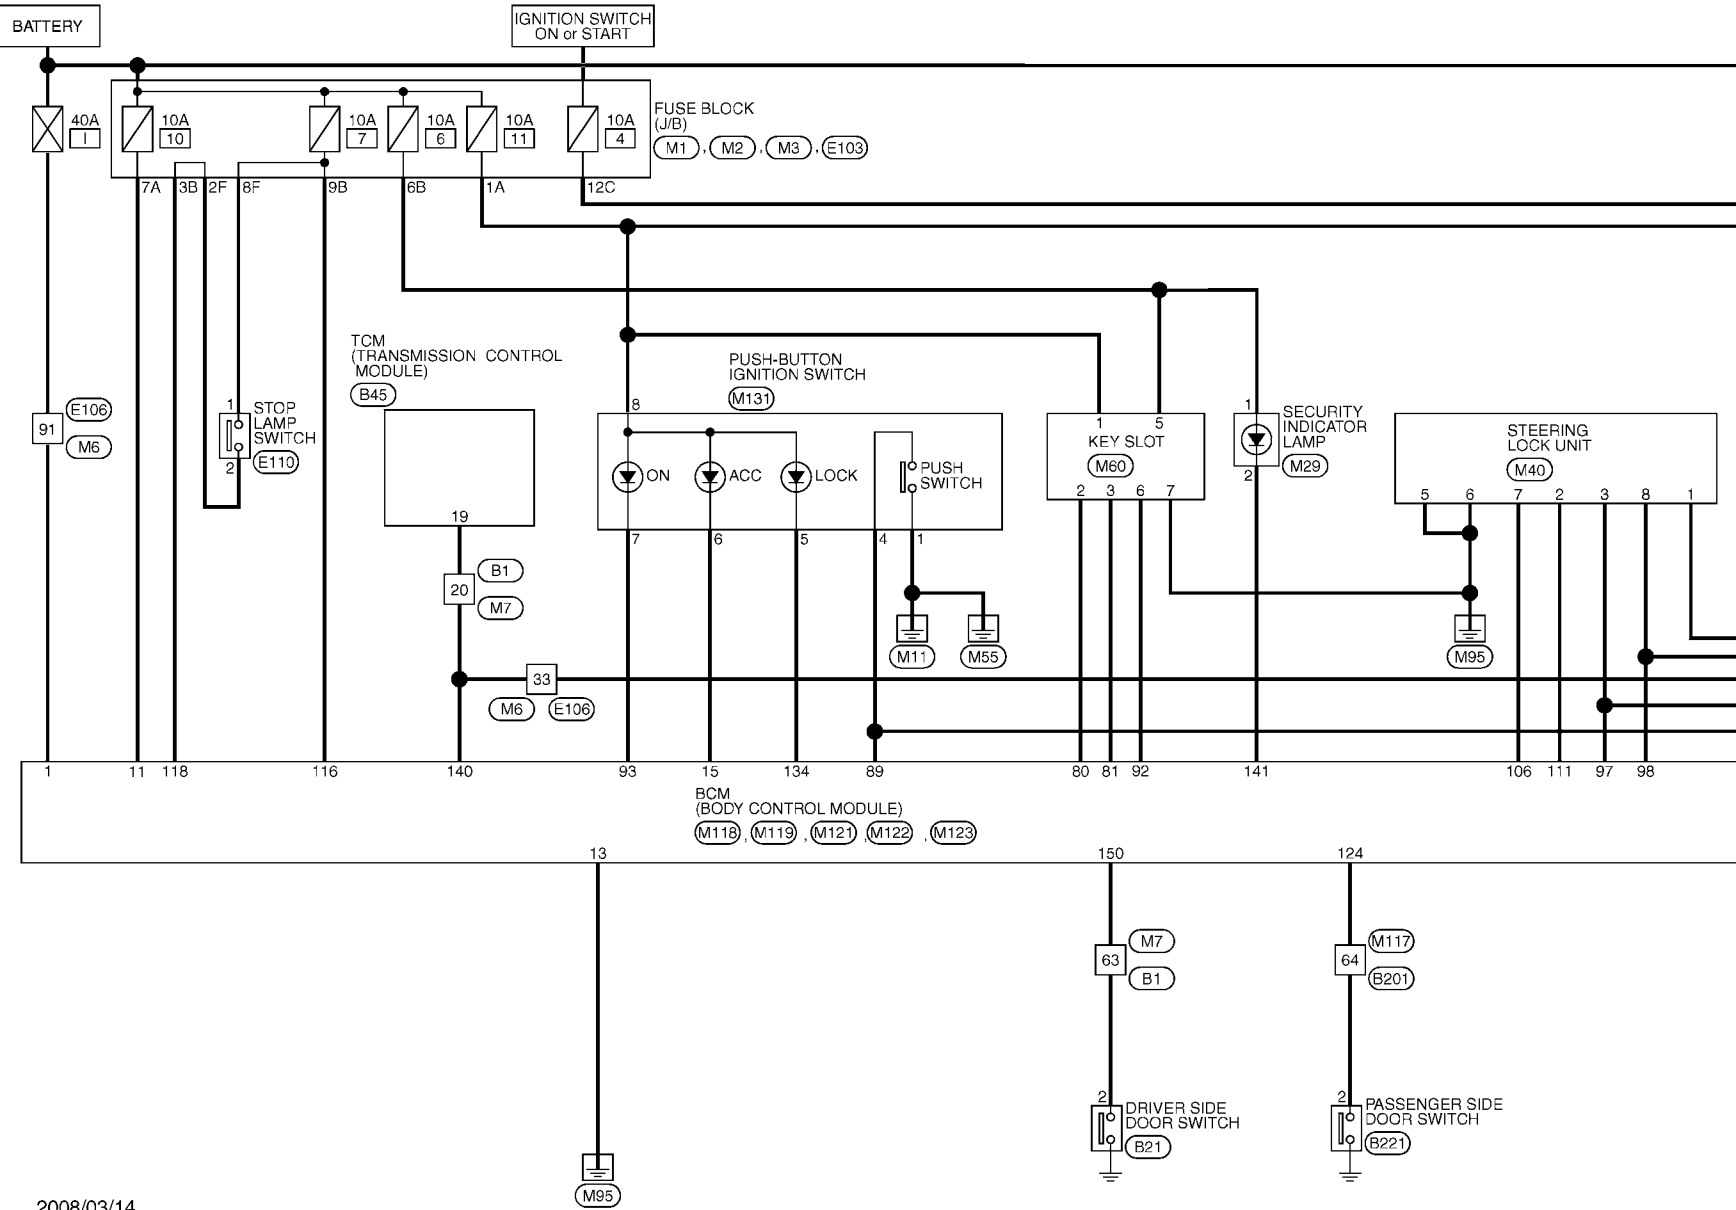 BATTERY
IGNITION SWITCH
ON or START
40A
I
10A
10
10A
7
10A
6
10A
11
10A
4
FUSE BLOCK
(J/B)
M1 , M2 , M3 , E103
7A 3B 2F 8F 9B 6B 1A 12C
TCM
(TRANSMISSION CONTROL
MODULE)
B45
PUSH-BUTTON
IGNITION SWITCH
M131
91
E106
M6
1
STOP
LAMP
SWITCH
2
E110
19
20
B1
M7
33
M6 E106
8
ON ACC LOCK
PUSH
SWITCH
7 6 5 4 1
M11 M55
1 5
KEY SLOT
M60
2 3 6 7
1
SECURITY
INDICATOR
LAMP
2
M29
STEERING
LOCK UNIT
M40
5 6 7 2 3 8 1
M95
1 11 118 116 140 93 15 134 89 80 81 92 141 106 111 97 98
BCM
(BODY CONTROL MODULE)
M118 , M119 , M121 , M122 , M123
13 150 124
63
M7
B1
64
M117
B201
2
DRIVER SIDE
DOOR SWITCH
B21
2
PASSENGER SIDE
DOOR SWITCH
B221
M95
2008/03/14